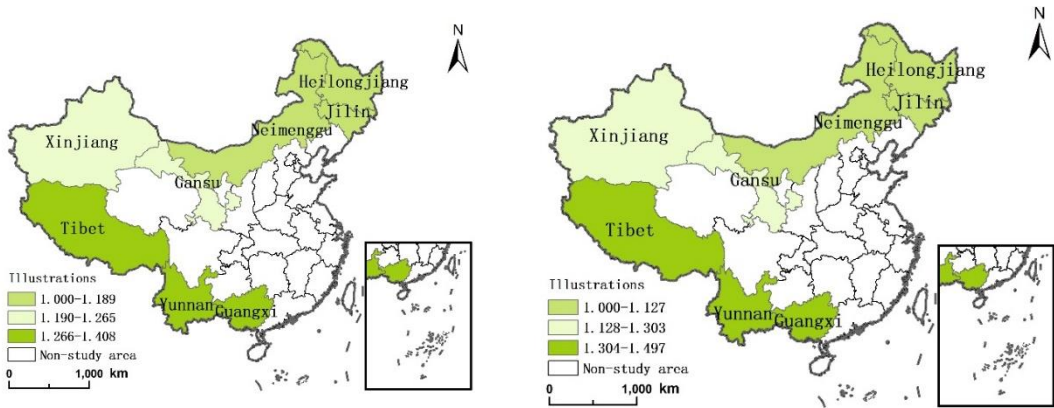 N
Heilongjiang
Jilin
Neimenggu
Xinjiang
Gansu
Tibet
Yunnan
Guangxi
Illustrations
1.000-1.189
1.190-1.265
1.266-1.408
Non-study area
0 1,000 km
N
Heilongjiang
Jilin
Neimenggu
Xinjiang
Gansu
Tibet
Yunnan
Guangxi
Illustrations
1.000-1.127
1.128-1.303
1.304-1.497
Non-study area
0 1,000 km